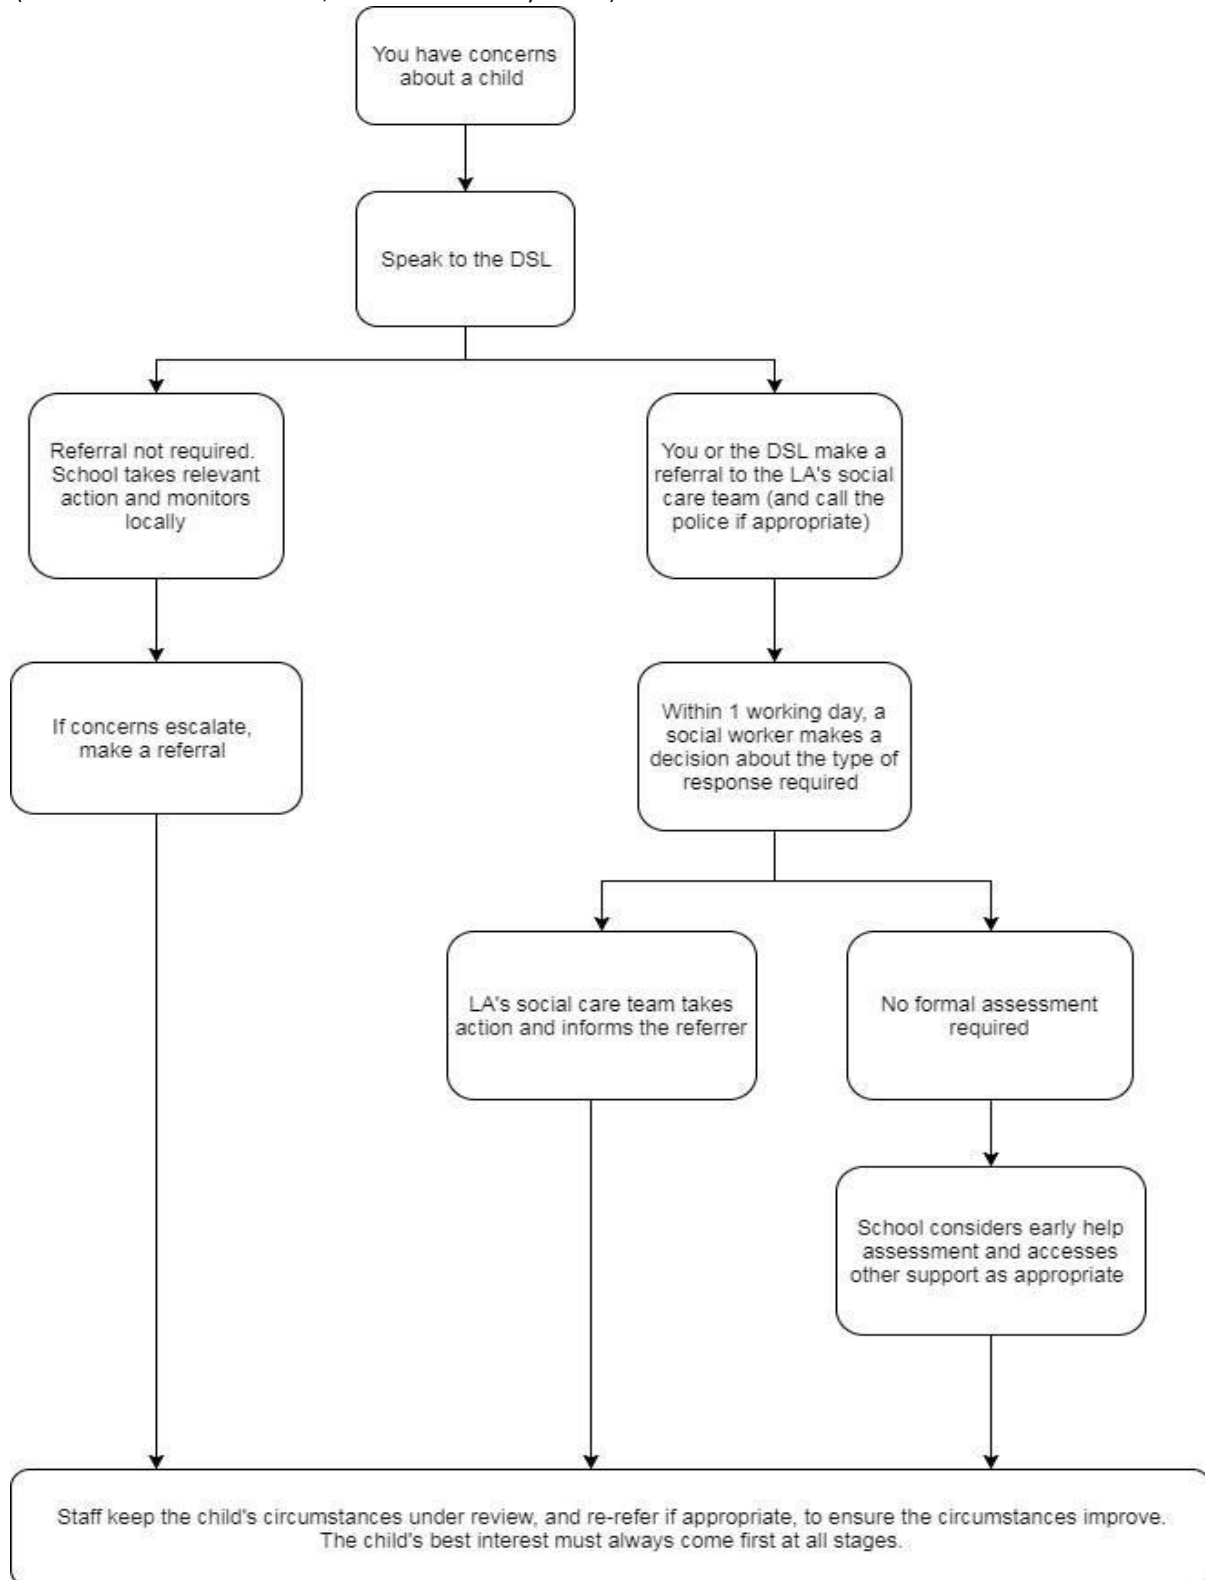 You have concerns
about a child
Speak to the DSL
Referral not required.
School takes relevant
action and monitors
locally
You or the DSL make a
referral to the LA's social
care team (and call the
police if appropriate)
If concerns escalate,
make a referral
Within 1 working day, a
social worker makes a
decision about the type of
response required
LA's social care team takes
action and informs the referrer
No formal assessment
required
School considers early help
assessment and accesses
other support as appropriate
Staff keep the child's circumstances under review, and re-refer if appropriate, to ensure the circumstances improve.
The child's best interest must always come first at all stages.